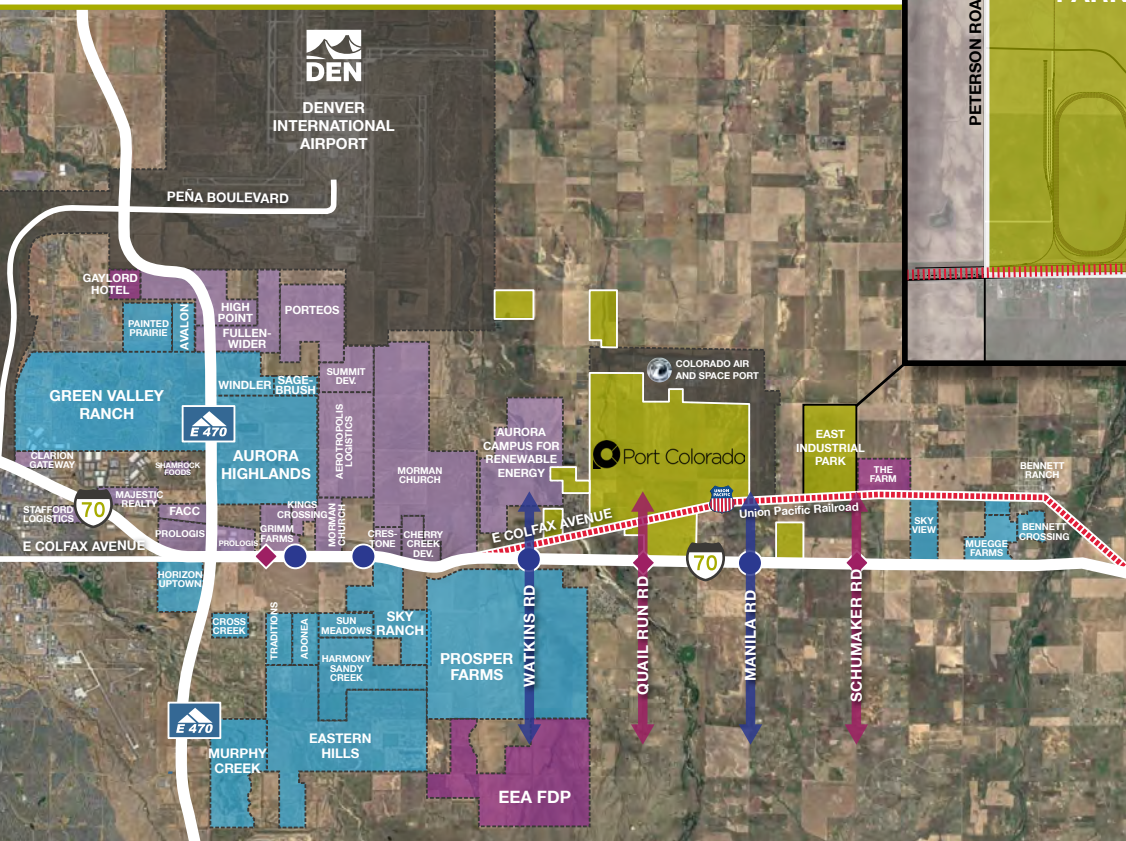 DEN
DENVER
INTERNATIONAL
AIRPORT
PEÑA BOULEVARD
PETERSON ROA
GAYLORD
HOTEL
PAINTED
PRAIRIE
AVALON
HIGH
POINT
FULLEN-
WIDER
PORTEOS
GREEN VALLEY
RANCH
WINDLER
SAGE-
BRUSH
SUMMIT
DEV.
E 470
AURORA
HIGHLANDS
AEROTROPOLIS
LOGISTICS
MORMAN
CHURCH
AURORA
CAMPUS FOR
RENEWABLE
ENERGY
COLORADO AIR
AND SPACE PORT
Port Colorado
EAST
INDUSTRIAL
PARK
THE
FARM
BENNETT
RANCH
CLARION
GATEWAY
SHAMROCK
FOODS
MAJESTIC
REALTY
STAFFORD
LOGISTICS
70
FACC
PROLOGIS
PROLOGIS
GRIMM
FARMS
KINGS
CROSSING
MORMAN
CHURCH
CRES-
TONE
CHERRY
CREEK
DEV.
E COLFAX AVENUE
E COLFAX AVENUE
UNION
PACIFIC
Union Pacific Railroad
SKY
VIEW
MUEGGE
FARMS
BENNETT
CROSSING
70
HORIZON
UPTOWN
CROSS
CREEK
TRADITIONS
ADONEA
SUN
MEADOWS
SKY
RANCH
HARMONY
SANDY
CREEK
PROSPER
FARMS
WATKINS RD
QUAIL RUN RD
MANILA RD
SCHUMAKER RD
E 470
MURPHY
CREEK
EASTERN
HILLS
EEA FDP